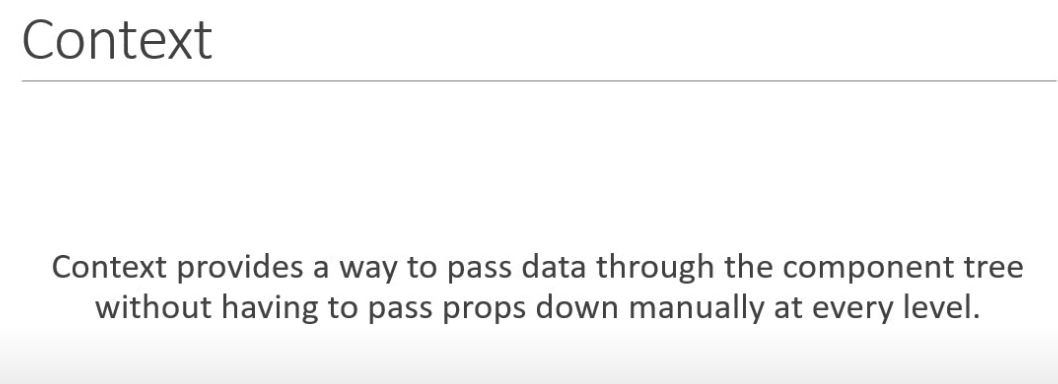 Context
Context provides a way to pass data through the component tree
without having to pass props down manually at every level.